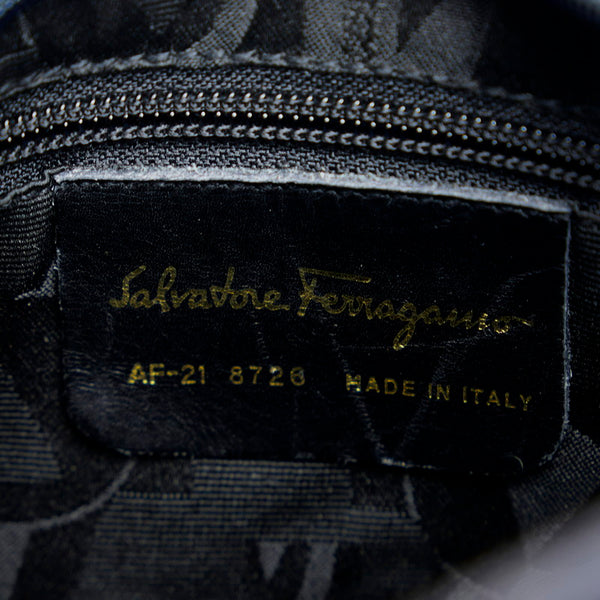 Salvatore Ferragamo
AF-21 8726 MADE IN ITALY